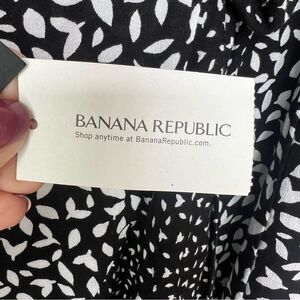 BANANA REPUBLIC
Shop anytime at BananaRepublic.com.